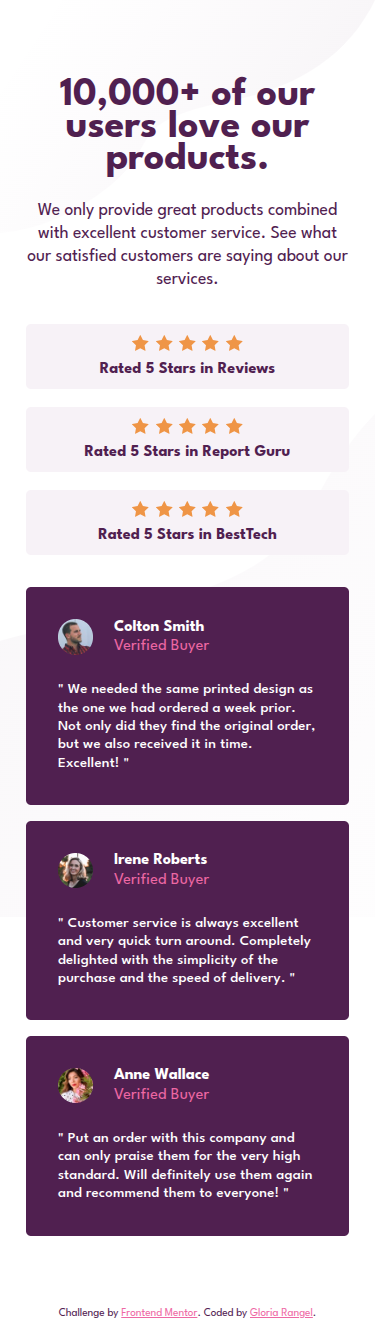 10,000+ of our
users love our
products.
We only provide great products combined
with excellent customer service. See what
our satisfied customers are saying about our
services.
Rated 5 Stars in Reviews
Rated 5 Stars in Report Guru
Rated 5 Stars in BestTech
Colton Smith
Verified Buyer
" We needed the same printed design as
the one we had ordered a week prior.
Not only did they find the original order,
but we also received it in time.
Excellent! "
Irene Roberts
Verified Buyer
" Customer service is always excellent
and very quick turn around. Completely
delighted with the simplicity of the
purchase and the speed of delivery. "
Anne Wallace
Verified Buyer
" Put an order with this company and
can only praise them for the very high
standard. Will definitely use them again
and recommend them to everyone! "
Challenge by Frontend Mentor. Coded by Gloria Rangel.